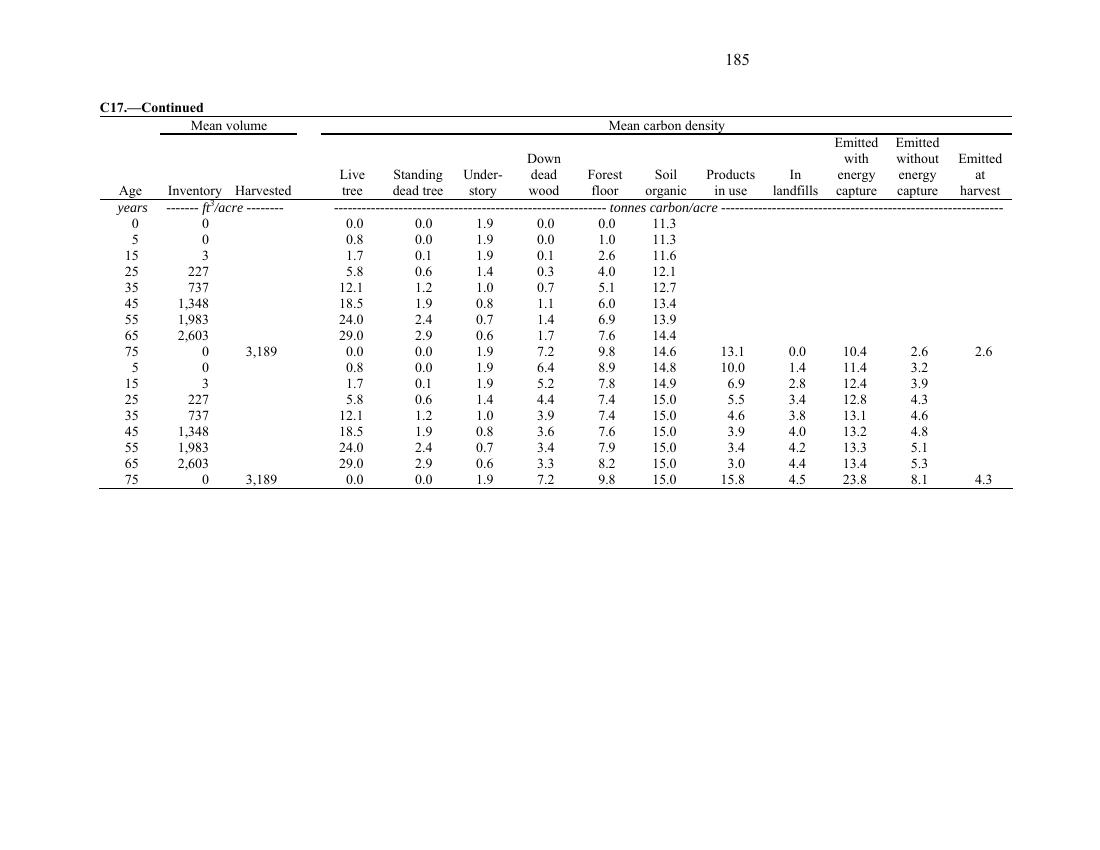 185
C17.—Continued
Mean volume Mean carbon density
Emitted Emitted
Down with without Emitted
Live Standing Under- dead Forest Soil Products In energy energy at
Age Inventory Harvested tree dead tree story wood floor organic in use landfills capture capture harvest
years ------- ft³/acre -------- ---------------------------------------------------------- tonnes carbon/acre ------------------------------------------------------------
0 0 0.0 0.0 1.9 0.0 0.0 11.3
5 0 0.8 0.0 1.9 0.0 1.0 11.3
15 3 1.7 0.1 1.9 0.1 2.6 11.6
25 227 5.8 0.6 1.4 0.3 4.0 12.1
35 737 12.1 1.2 1.0 0.7 5.1 12.7
45 1,348 18.5 1.9 0.8 1.1 6.0 13.4
55 1,983 24.0 2.4 0.7 1.4 6.9 13.9
65 2,603 29.0 2.9 0.6 1.7 7.6 14.4
75 0 3,189 0.0 0.0 1.9 7.2 9.8 14.6 13.1 0.0 10.4 2.6 2.6
5 0 0.8 0.0 1.9 6.4 8.9 14.8 10.0 1.4 11.4 3.2
15 3 1.7 0.1 1.9 5.2 7.8 14.9 6.9 2.8 12.4 3.9
25 227 5.8 0.6 1.4 4.4 7.4 15.0 5.5 3.4 12.8 4.3
35 737 12.1 1.2 1.0 3.9 7.4 15.0 4.6 3.8 13.1 4.6
45 1,348 18.5 1.9 0.8 3.6 7.6 15.0 3.9 4.0 13.2 4.8
55 1,983 24.0 2.4 0.7 3.4 7.9 15.0 3.4 4.2 13.3 5.1
65 2,603 29.0 2.9 0.6 3.3 8.2 15.0 3.0 4.4 13.4 5.3
75 0 3,189 0.0 0.0 1.9 7.2 9.8 15.0 15.8 4.5 23.8 8.1 4.3